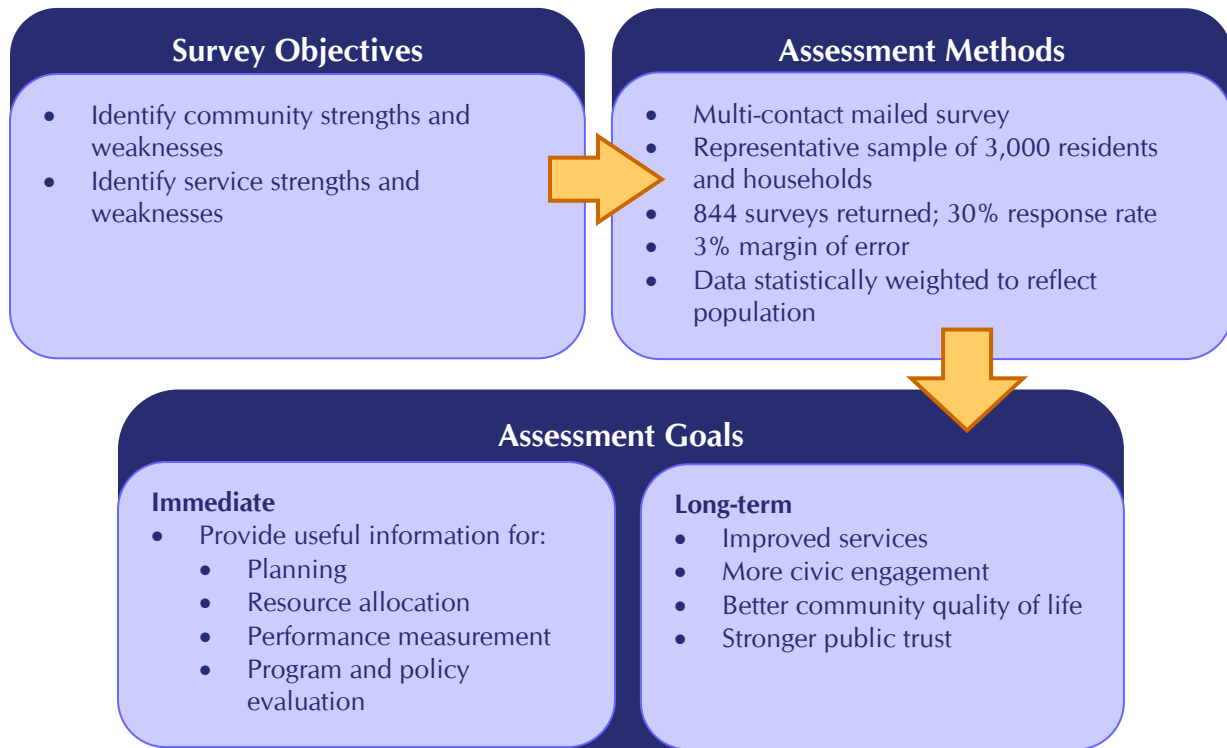 Survey Objectives
• Identify community strengths and
weaknesses
• Identify service strengths and
weaknesses
Assessment Methods
• Multi-contact mailed survey
• Representative sample of 3,000 residents
and households
• 844 surveys returned; 30% response rate
• 3% margin of error
• Data statistically weighted to reflect
population
Assessment Goals
Immediate
• Provide useful information for:
• Planning
• Resource allocation
• Performance measurement
• Program and policy
evaluation
Long-term
• Improved services
• More civic engagement
• Better community quality of life
• Stronger public trust